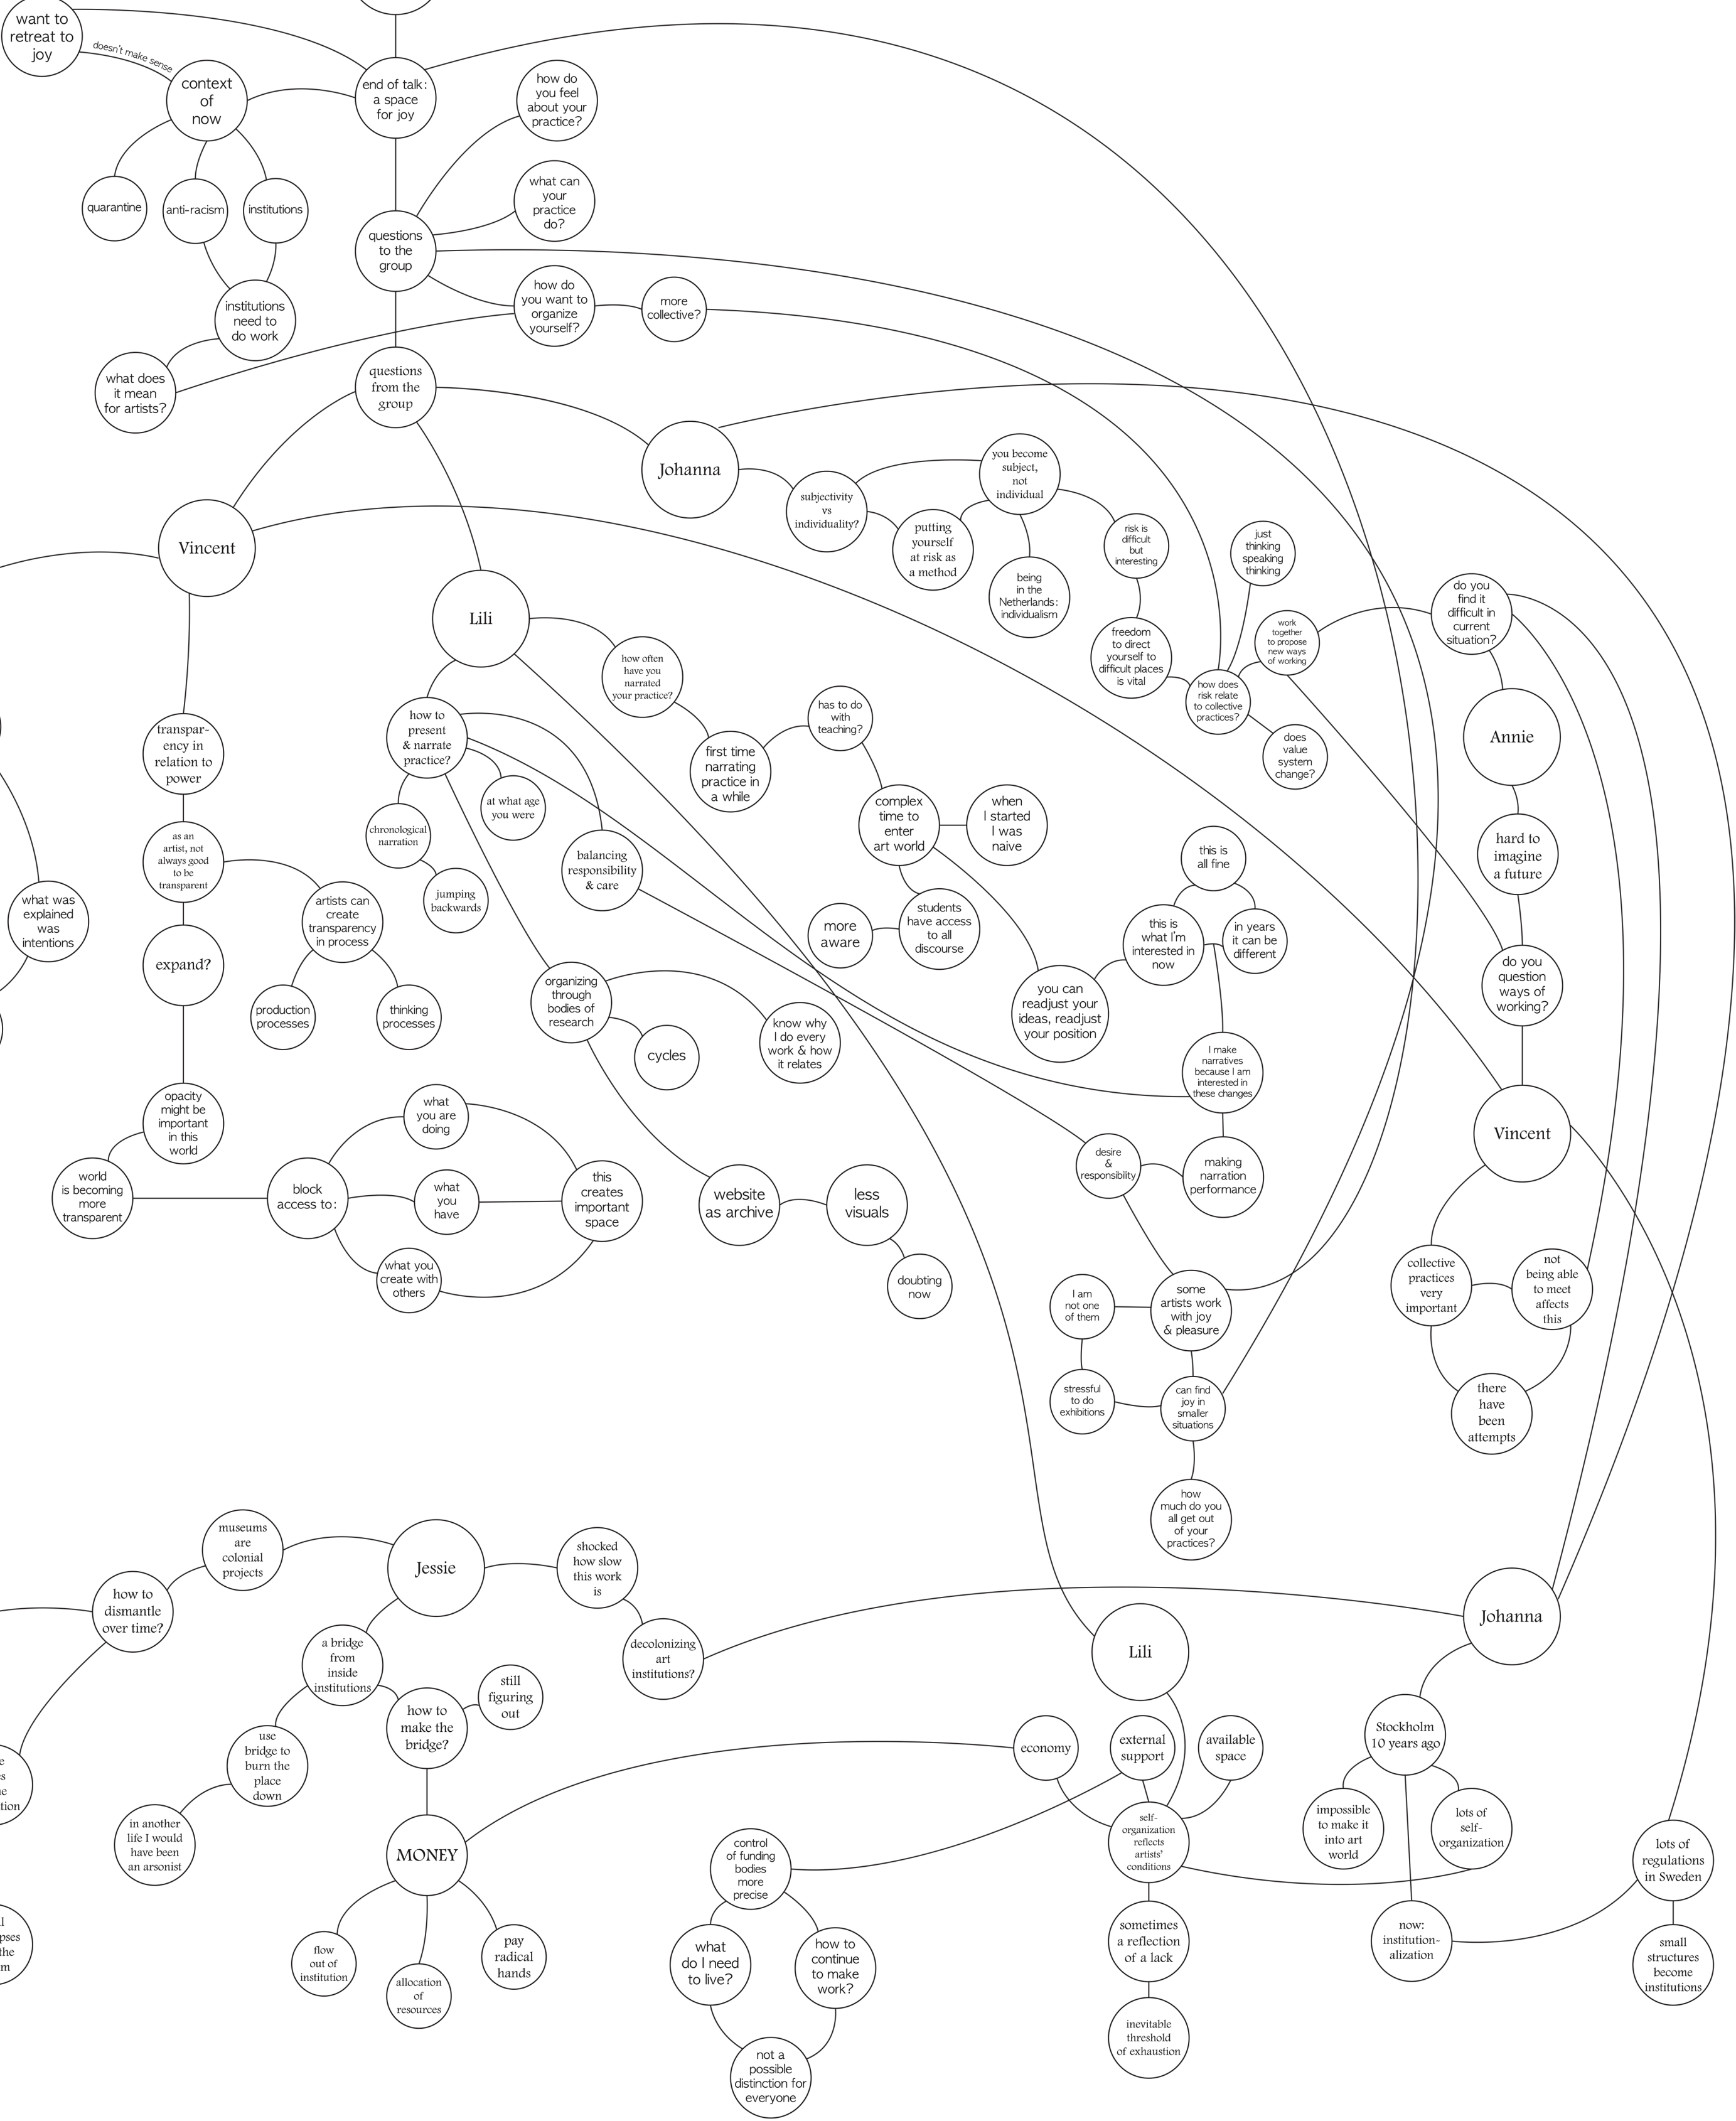 want to
retreat to
joy
doesn't make sense
context
of
now
end of talk:
a space
for joy
how do
you feel
about your
practice?
quarantine
anti-racism
institutions
what can
your
practice
do?
questions
to the
group
institutions
need to
do work
how do
you want to
organize
yourself?
more
collective?
what does
it mean
for artists?
questions
from the
group
Johanna
subjectivity
vs
individuality?
you become
subject,
not
individual
putting
yourself
at risk as
a method
being
in the
Netherlands:
individualism
risk is
difficult
but
interesting
just
thinking
speaking
thinking
freedom
to direct
yourself to
difficult places
is vital
work
together
to propose
new ways
of working
how does
risk relate
to collective
practices?
does
value
system
change?
do you
find it
difficult in
current
situation?
Annie
hard to
imagine
a future
do you
question
ways of
working?
Vincent
collective
practices
very
important
not
being able
to meet
affects
this
there
have
been
attempts
Vincent
Lili
how often
have you
narrated
your practice?
first time
narrating
practice in
a while
has to do
with
teaching?
complex
time to
enter
art world
when
I started
I was
naive
students
have access
to all
discourse
more
aware
you can
readjust your
ideas, readjust
your position
this is
what I'm
interested in
now
this is
all fine
in years
it can be
different
I make
narratives
because I am
interested in
these changes
making
narration
performance
desire
&
responsibility
some
artists work
with joy
& pleasure
I am
not one
of them
stressful
to do
exhibitions
can find
joy in
smaller
situations
how
much do you
all get out
of your
practices?
how to
present
& narrate
practice?
at what age
you were
chronological
narration
jumping
backwards
balancing
responsibility
& care
organizing
through
bodies of
research
cycles
know why
I do every
work & how
it relates
website
as archive
less
visuals
doubting
now
transpar-
ency in
relation to
power
as an
artist, not
always good
to be
transparent
artists can
create
transparency
in process
production
processes
thinking
processes
expand?
opacity
might be
important
in this
world
world
is becoming
more
transparent
block
access to:
what
you are
doing
what
you
have
what you
create with
others
this
creates
important
space
what was
explained
was
intentions
museums
are
colonial
projects
how to
dismantle
over time?
Jessie
shocked
how slow
this work
is
decolonizing
art
institutions?
a bridge
from
inside
institutions
use
bridge to
burn the
place
down
in another
life I would
have been
an arsonist
how to
make the
bridge?
still
figuring
out
MONEY
flow
out of
institution
allocation
of
resources
pay
radical
hands
Lili
economy
external
support
available
space
self-
organization
reflects
artists'
conditions
sometimes
a reflection
of a lack
inevitable
threshold
of exhaustion
control
of funding
bodies
more
precise
what
do I need
to live?
how to
continue
to make
work?
not a
possible
distinction for
everyone
Johanna
Stockholm
10 years ago
impossible
to make it
into art
world
lots of
self-
organization
now:
institution-
alization
lots of
regulations
in Sweden
small
structures
become
institutions